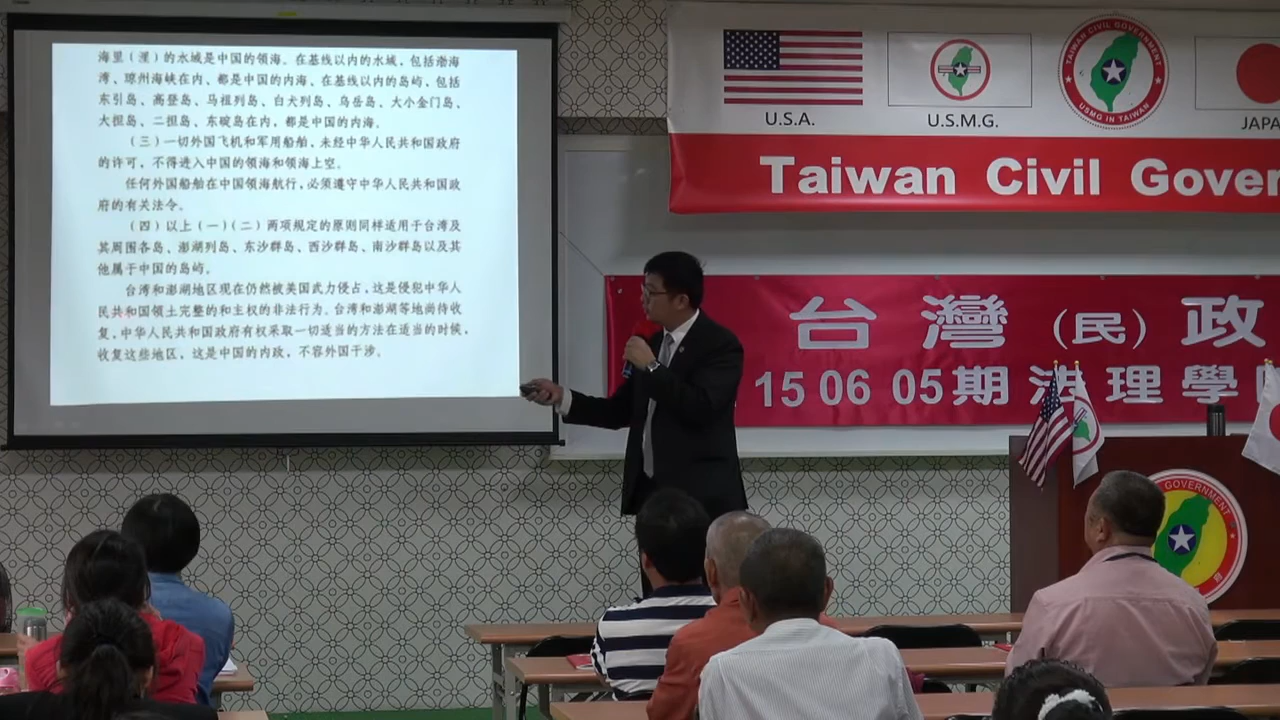 海里(浬)的水域是中国的领海。在基线以内的水域,包括渤海
湾、琼州海峡在内、都是中国的内海、在基线以内的岛屿,包括
东引岛、高登岛、马祖列岛、白犬列岛、乌岳岛、大小金门岛、
大担岛、二担岛、东碇岛在内,都是中国的内海。
(三)一切外国飞机和军用船舶、未经中华人民共和国政府
的许可,不得进入中国的领海和领海上空。
任何外国船舶在中国领海航行,必须遵守中华人民共和国政
府的有关法令。
(四)以上(一)(二)两项规定的原则同样适用于台湾及
其周围各岛、澎湖列岛、东沙群岛、西沙群岛、南沙群岛以及其
他属于中国的岛屿。
台湾和澎湖地区现在仍然被美国武力侵占,这是侵犯中华人
民共和国领土完整的和主权的非法行为。台湾和澎湖等地尚待收
复,中华人民共和国政府有权采取一切适当的方法在适当的时候,
收复这些地区,这是中国的内政,不容外国干涉。
U.S.A.
U.S.M.G.
TAIWAN CIVIL GOVERNMENT
USMG IN TAIWAN
JAPA
Taiwan Civil Gover
台灣(民)政
15 06 05期法理學
GOVERNMENT